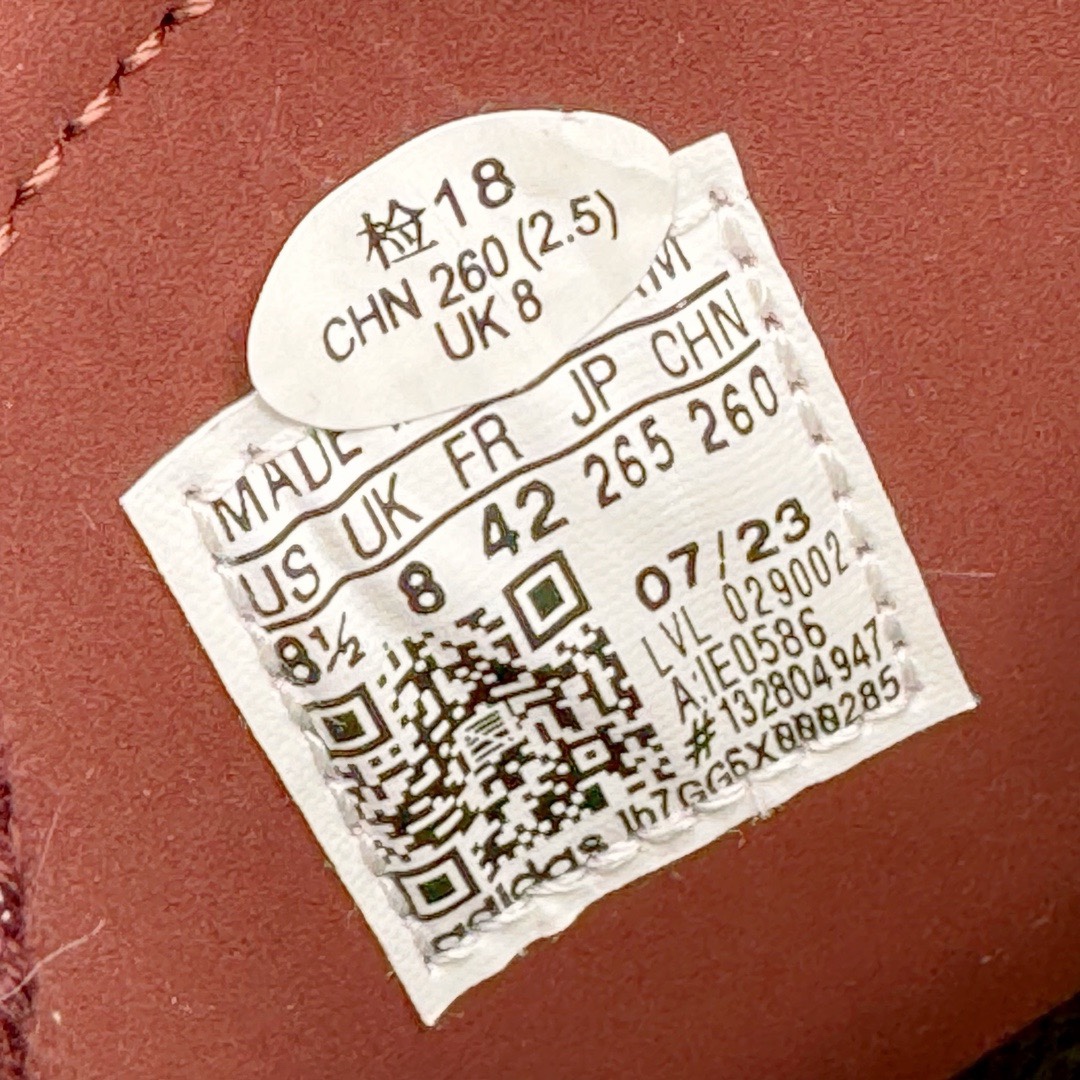 检18
CHN 260 (2.5)
UK 8
MADE
US UK FR JP CHN
8½ 8 42 265 260
07/23
LVL 029002
A:IE0586
#132804947
adidas